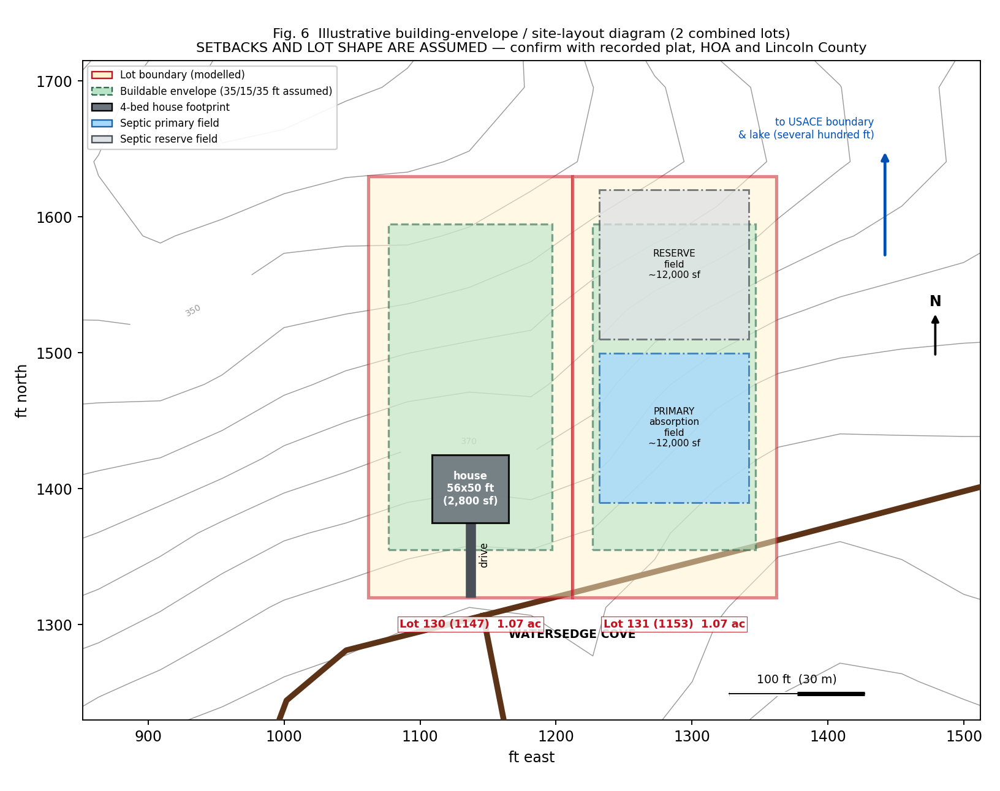 Fig. 6  Illustrative building-envelope / site-layout diagram (2 combined lots)
SETBACKS AND LOT SHAPE ARE ASSUMED — confirm with recorded plat, HOA and Lincoln County
Lot boundary (modelled)
Buildable envelope (35/15/35 ft assumed)
4-bed house footprint
Septic primary field
Septic reserve field
to USACE boundary
& lake (several hundred ft)
N
RESERVE
field
~12,000 sf
PRIMARY
absorption
field
~12,000 sf
350
370
house
56x50 ft
(2,800 sf)
drive
Lot 130 (1147)  1.07 ac
Lot 131 (1153)  1.07 ac
WATERSEDGE COVE
100 ft  (30 m)
1700
1600
1500
1400
1300
ft north
900
1000
1100
1200
1300
1400
1500
ft east